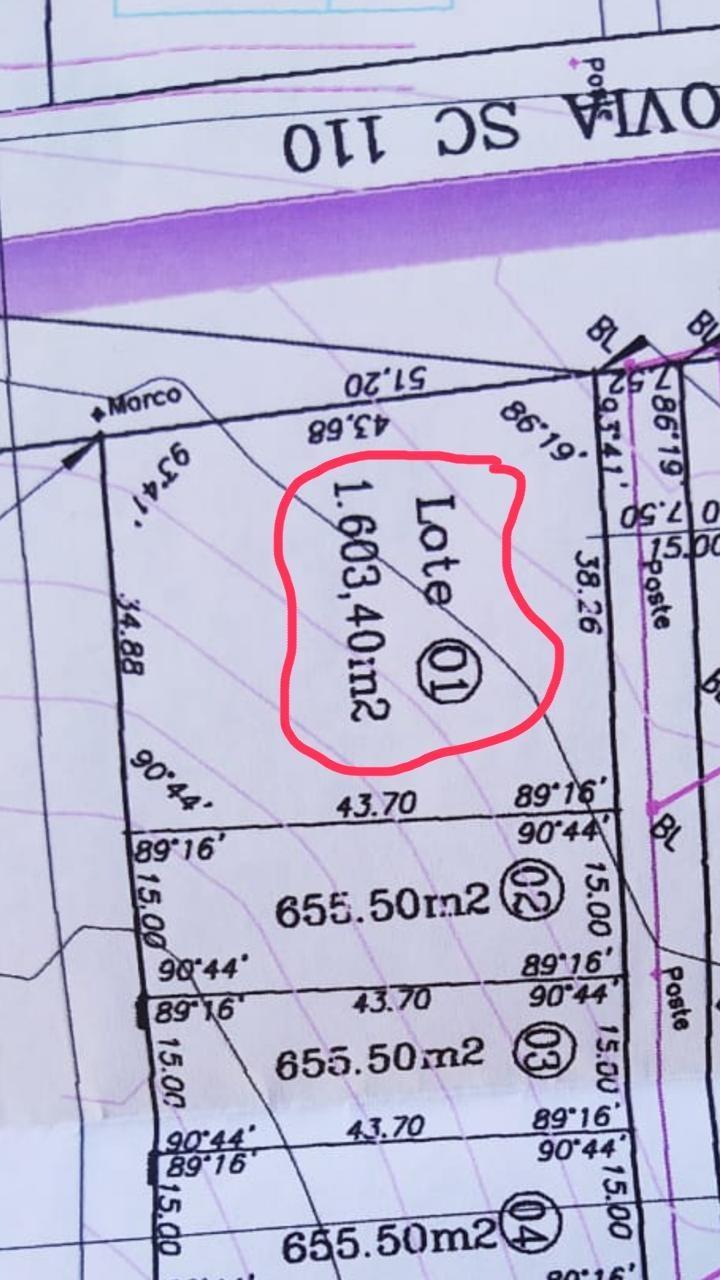 Poste
OVIA SC 110
BL
BL
51.20
7.52
Marco
43.68
86°19'
93°41'
86°19'
93°41'
Lote 01
1.603,40m2
7.50
15.00
38.26
Poste
34.88
90°44'
43.70
89°16'
BL
89°16'
90°44'
15.00
655.50m2 02
15.00
90°44'
89°16'
43.70
89°16'
90°44'
Poste
15.00
655.50m2 03
15.00
90°44'
43.70
89°16'
89°16'
90°44'
15.00
655.50m2 04
15.00